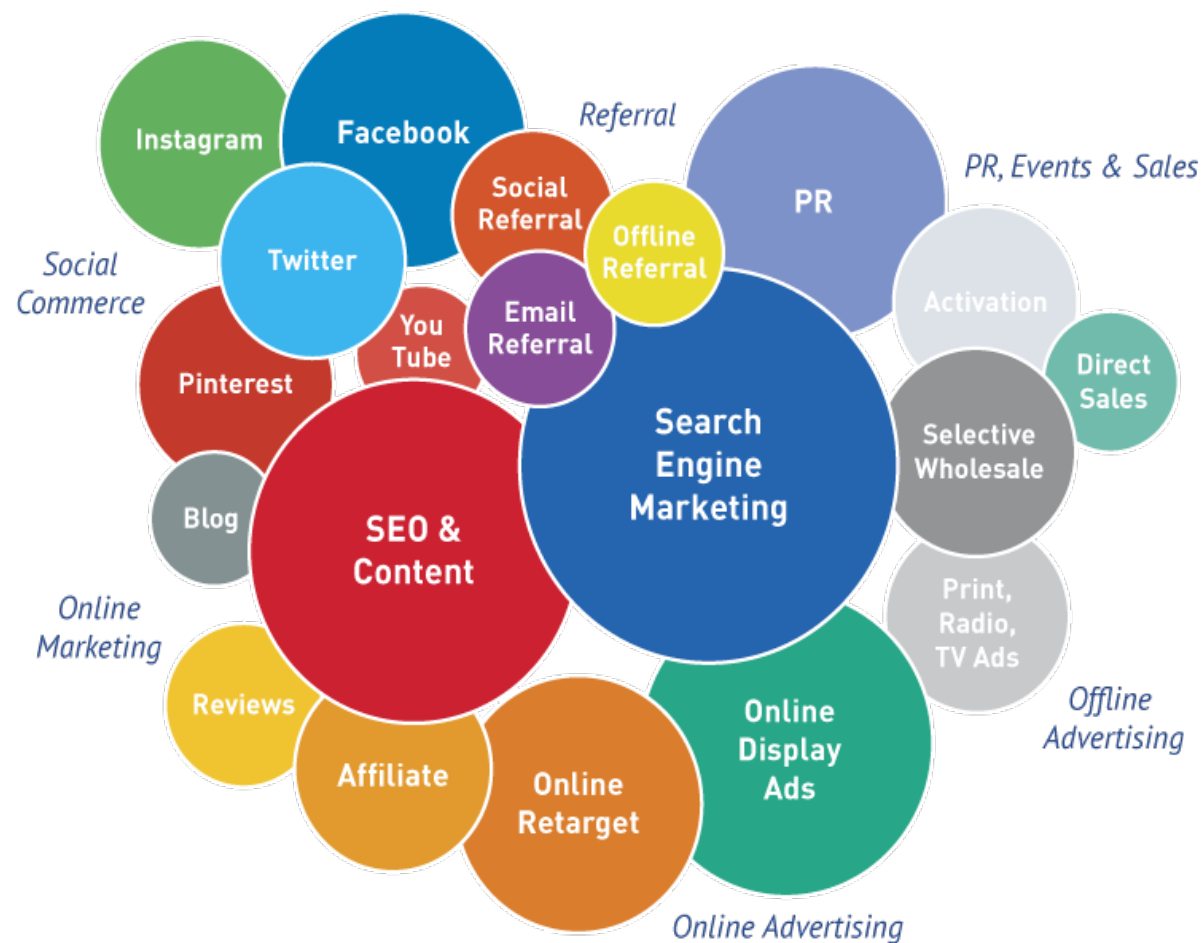 Instagram
Facebook
Referral
Social
Referral
PR, Events & Sales
PR
Offline
Referral
Twitter
Social
Commerce
Activation
Email
Referral
You
Tube
Direct
Sales
Pinterest
Search
Engine
Marketing
Selective
Wholesale
Blog
SEO &
Content
Print,
Radio,
TV Ads
Online
Marketing
Reviews
Online
Display
Ads
Offline
Advertising
Affiliate
Online
Retarget
Online Advertising